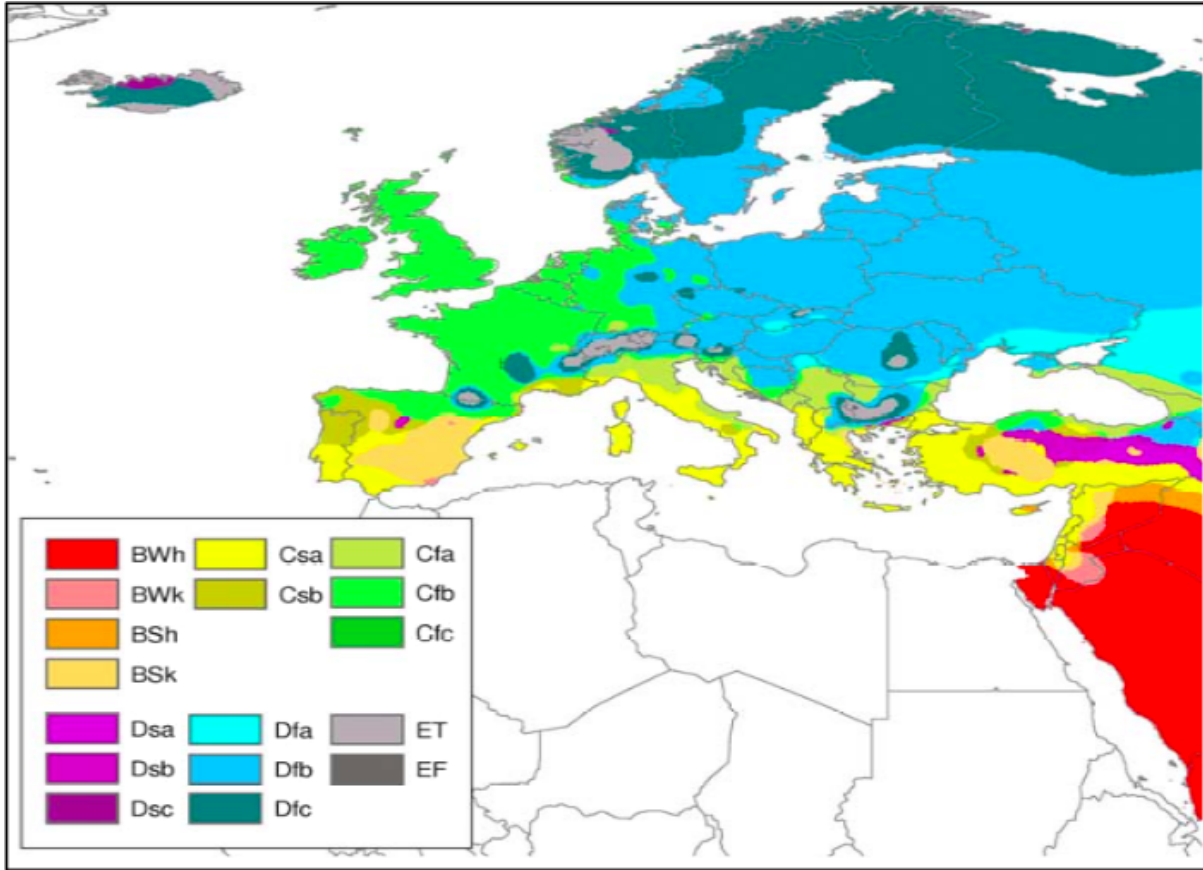 BWh Csa Cfa
BWk Csb Cfb
BSh Cfc
BSk
Dsa Dfa ET
Dsb Dfb EF
Dsc Dfc